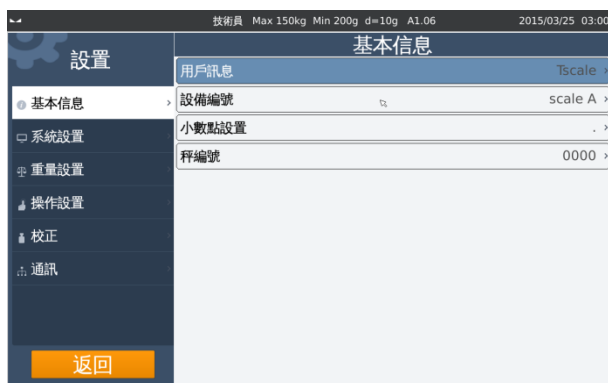 技術員 Max 150kg Min 200g d=10g A1.06 2015/03/25 03:00
設置
基本信息
系統設置
重量設置
操作設置
校正
通訊
返回
基本信息
用戶訊息 Tscale
設備編號 scale A
小數點設置 .
秤編號 0000